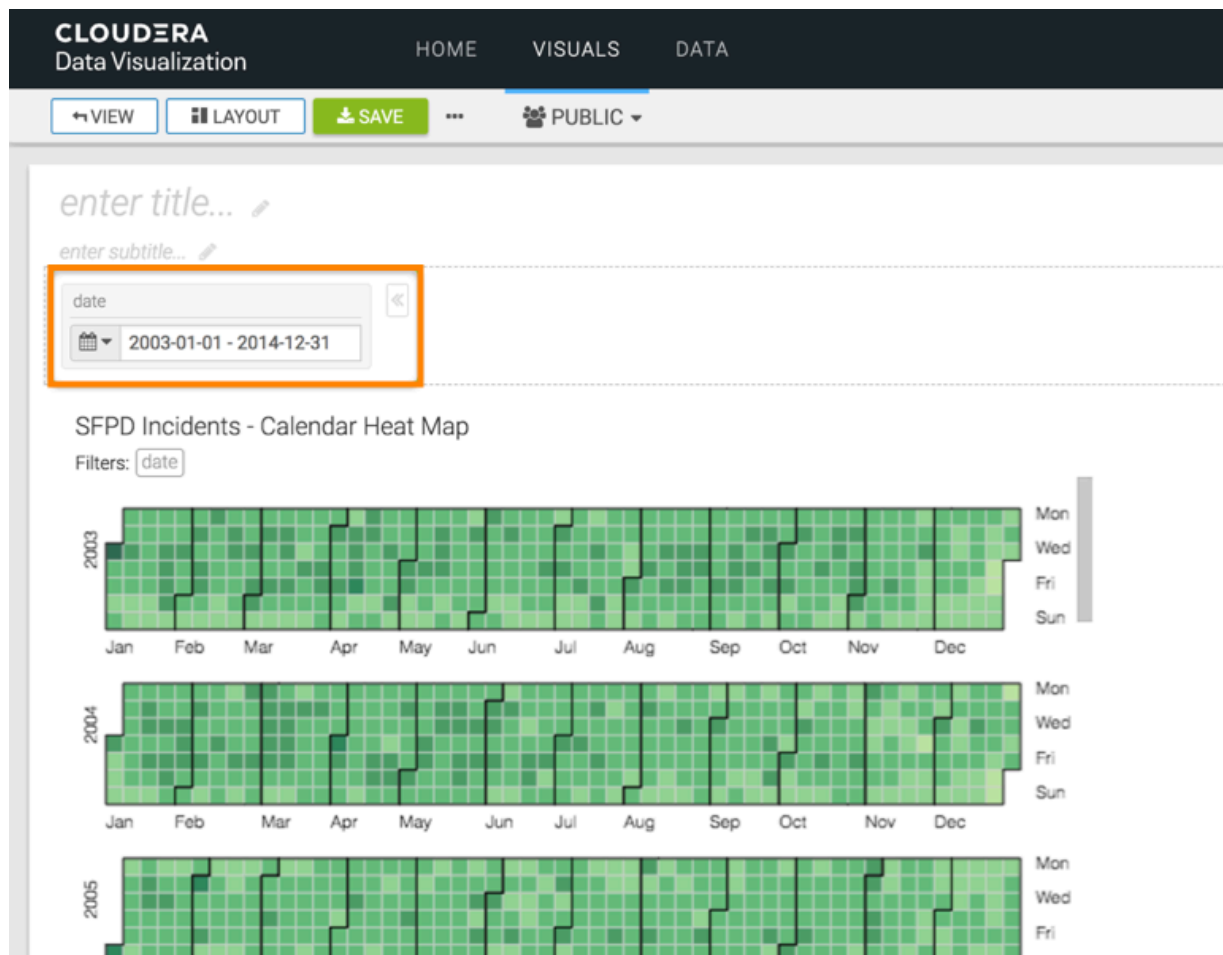 CLOUDERA
Data Visualization
HOME VISUALS DATA
VIEW LAYOUT SAVE ••• PUBLIC
enter title...
enter subtitle...
date
2003-01-01 - 2014-12-31
SFPD Incidents - Calendar Heat Map
Filters: date
2003
Mon
Wed
Fri
Sun
Jan Feb Mar Apr May Jun Jul Aug Sep Oct Nov Dec
2004
Mon
Wed
Fri
Sun
Jan Feb Mar Apr May Jun Jul Aug Sep Oct Nov Dec
2005
Mon
Wed
Fri